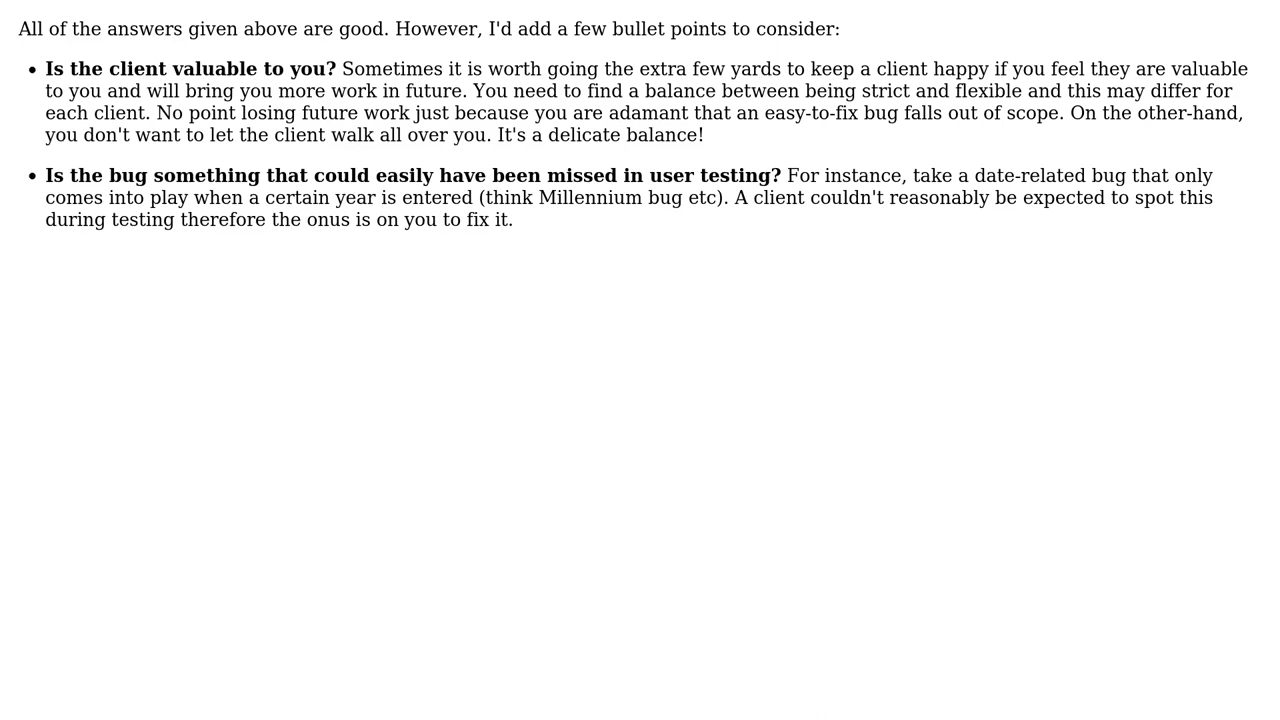 All of the answers given above are good. However, I'd add a few bullet points to consider:
• Is the client valuable to you? Sometimes it is worth going the extra few yards to keep a client happy if you feel they are valuable
to you and will bring you more work in future. You need to find a balance between being strict and flexible and this may differ for
each client. No point losing future work just because you are adamant that an easy-to-fix bug falls out of scope. On the other-hand,
you don't want to let the client walk all over you. It's a delicate balance!
• Is the bug something that could easily have been missed in user testing? For instance, take a date-related bug that only
comes into play when a certain year is entered (think Millennium bug etc). A client couldn't reasonably be expected to spot this
during testing therefore the onus is on you to fix it.